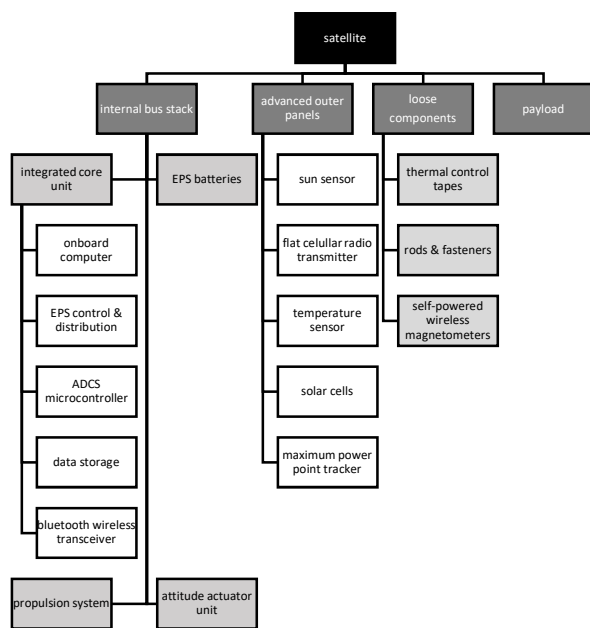 satellite
internal bus stack
advanced outer
panels
loose
components
payload
integrated core
unit
EPS batteries
sun sensor
thermal control
tapes
onboard
computer
flat celullar radio
transmitter
rods & fasteners
EPS control &
distribution
temperature
sensor
self-powered
wireless
magnetometers
ADCS
microcontroller
solar cells
data storage
maximum power
point tracker
bluetooth wireless
transceiver
propulsion system
attitude actuator
unit